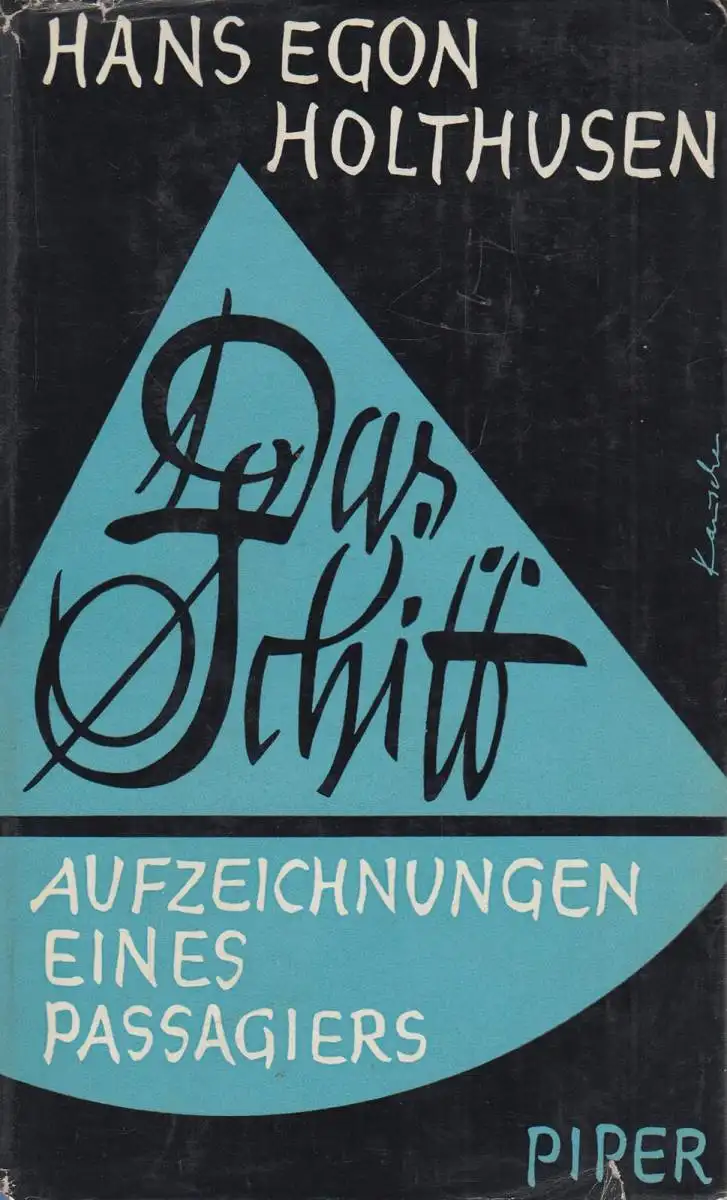 HANS EGON
HOLTHUSEN
Das
Schiff
AUFZEICHNUNGEN
EINES
PASSAGIERS
PIPER